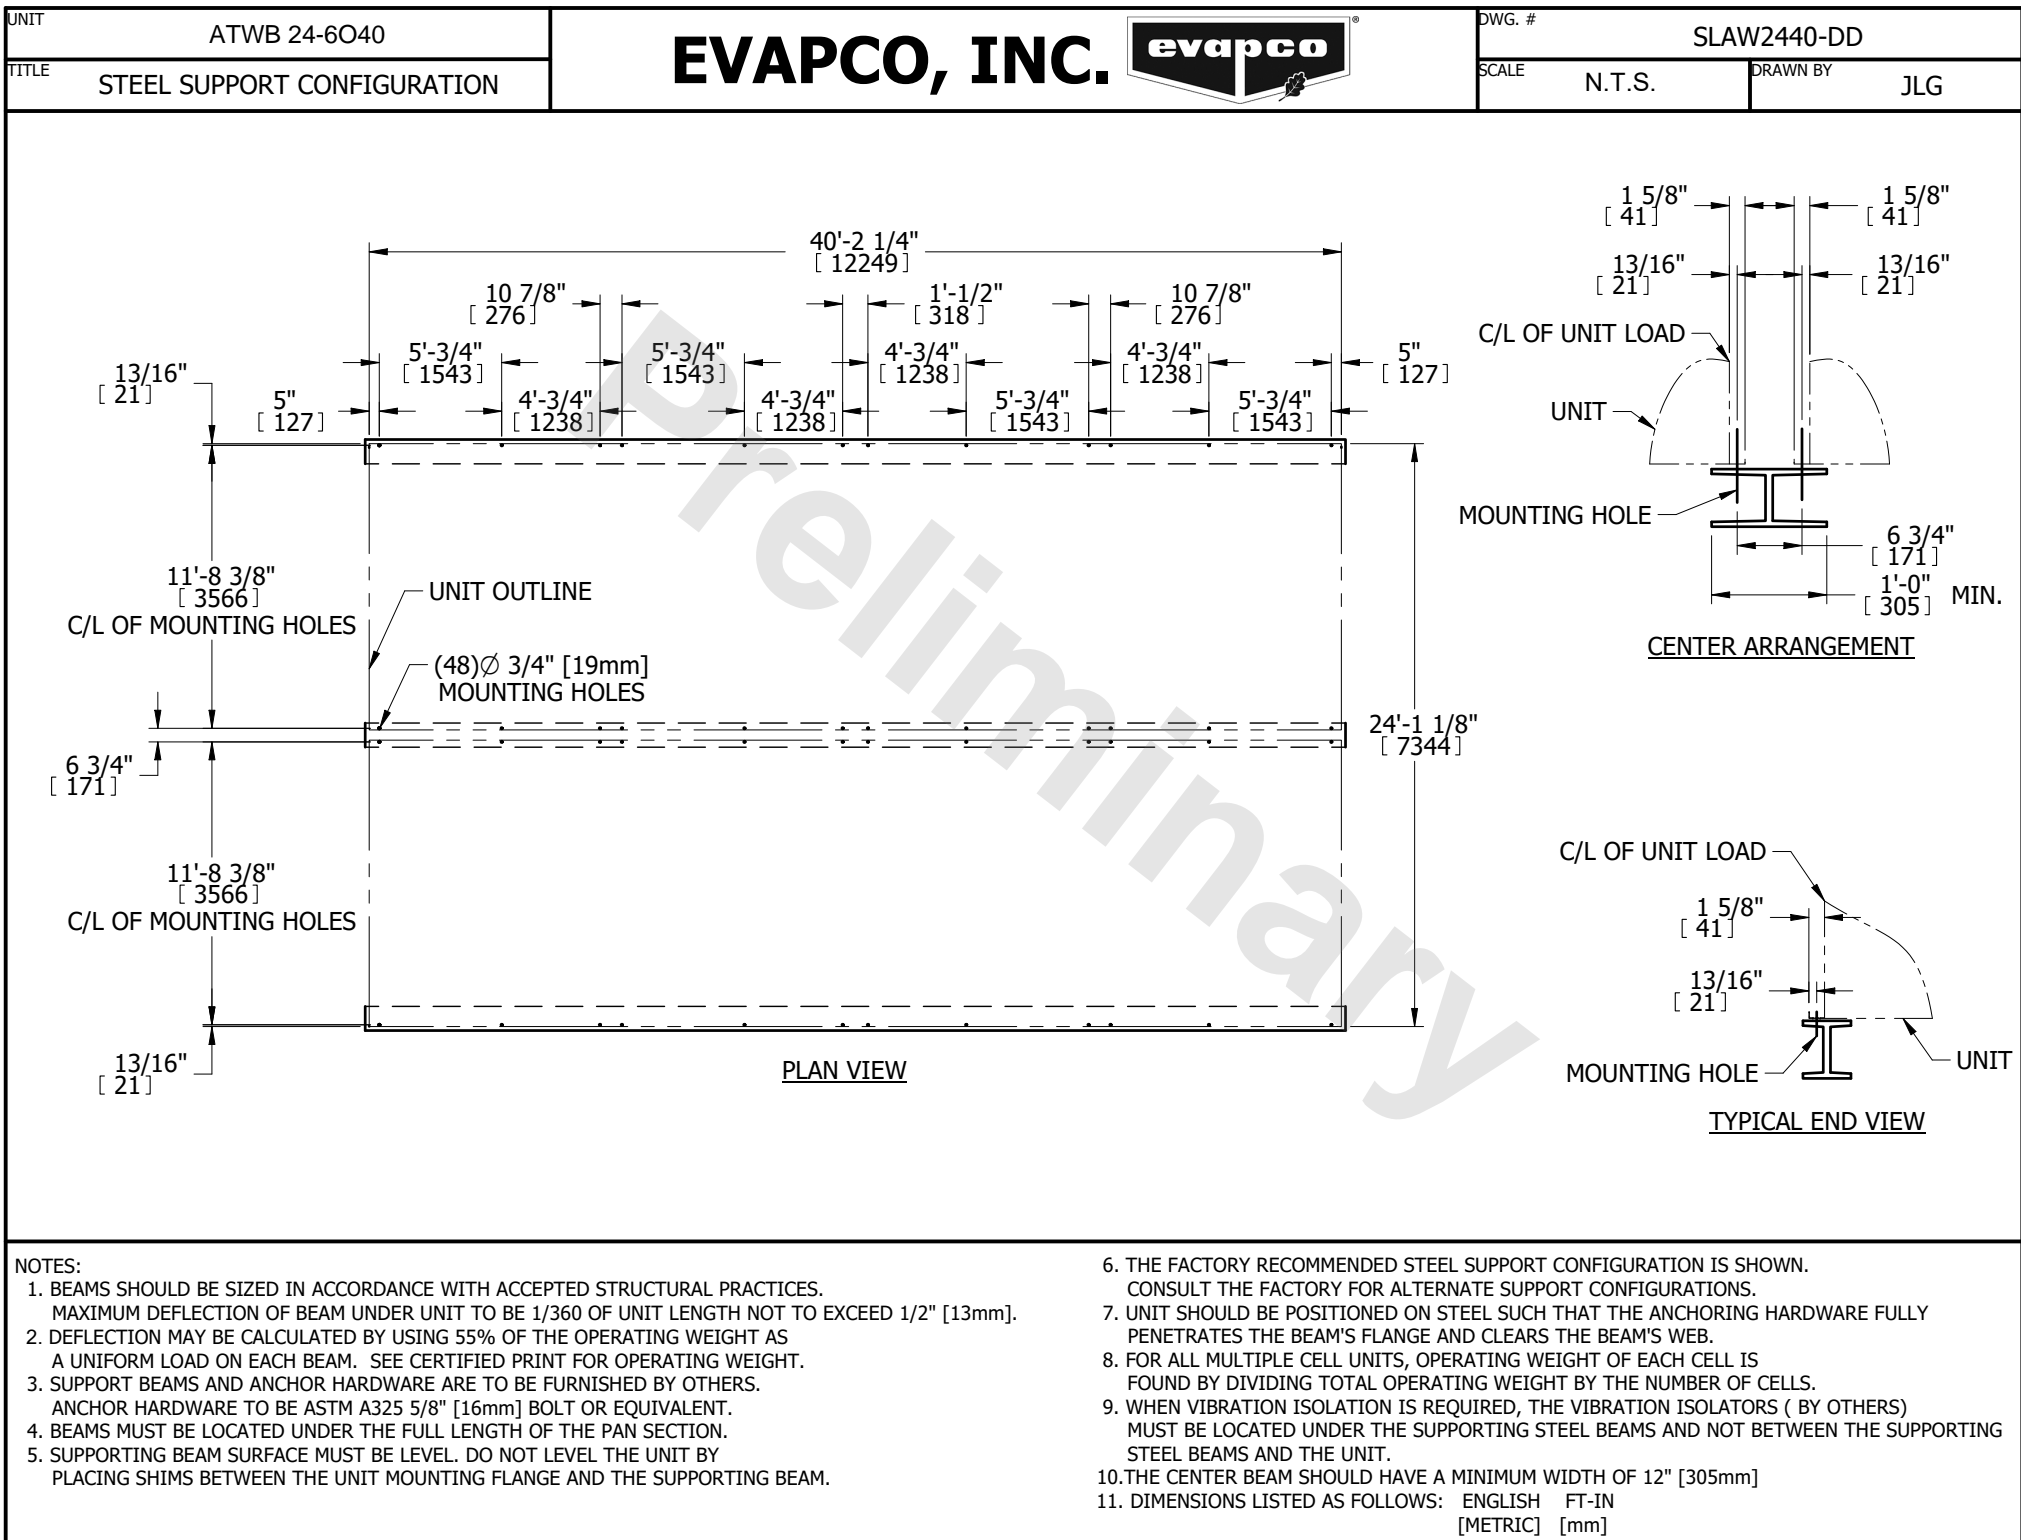 UNIT
ATWB 24-6O40
TITLE
STEEL SUPPORT CONFIGURATION
EVAPCO, INC.
evapco
®
DWG. #
SLAW2440-DD
SCALE
N.T.S.
DRAWN BY
JLG
40'-2 1/4"
[ 12249]
10 7/8"
[ 276]
1'-1/2"
[ 318 ]
10 7/8"
[ 276]
5'-3/4"
[ 1543]
5'-3/4"
[ 1543]
4'-3/4"
[ 1238]
4'-3/4"
[ 1238]
5"
[ 127]
13/16"
[ 21]
5"
[ 127]
4'-3/4"
[ 1238]
4'-3/4"
[ 1238]
5'-3/4"
[ 1543]
5'-3/4"
[ 1543]
11'-8 3/8"
[ 3566]
C/L OF MOUNTING HOLES
UNIT OUTLINE
(48)∅ 3/4" [19mm]
MOUNTING HOLES
6 3/4"
[ 171]
24'-1 1/8"
[ 7344]
11'-8 3/8"
[ 3566]
C/L OF MOUNTING HOLES
13/16"
[ 21]
PLAN VIEW
Preliminary
1 5/8"
[ 41]
1 5/8"
[ 41]
13/16"
[ 21]
13/16"
[ 21]
C/L OF UNIT LOAD
UNIT
MOUNTING HOLE
6 3/4"
[ 171]
1'-0"
[ 305] MIN.
CENTER ARRANGEMENT
C/L OF UNIT LOAD
1 5/8"
[ 41]
13/16"
[ 21]
MOUNTING HOLE
UNIT
TYPICAL END VIEW
NOTES:
1. BEAMS SHOULD BE SIZED IN ACCORDANCE WITH ACCEPTED STRUCTURAL PRACTICES.
MAXIMUM DEFLECTION OF BEAM UNDER UNIT TO BE 1/360 OF UNIT LENGTH NOT TO EXCEED 1/2" [13mm].
2. DEFLECTION MAY BE CALCULATED BY USING 55% OF THE OPERATING WEIGHT AS
A UNIFORM LOAD ON EACH BEAM. SEE CERTIFIED PRINT FOR OPERATING WEIGHT.
3. SUPPORT BEAMS AND ANCHOR HARDWARE ARE TO BE FURNISHED BY OTHERS.
ANCHOR HARDWARE TO BE ASTM A325 5/8" [16mm] BOLT OR EQUIVALENT.
4. BEAMS MUST BE LOCATED UNDER THE FULL LENGTH OF THE PAN SECTION.
5. SUPPORTING BEAM SURFACE MUST BE LEVEL. DO NOT LEVEL THE UNIT BY
PLACING SHIMS BETWEEN THE UNIT MOUNTING FLANGE AND THE SUPPORTING BEAM.
6. THE FACTORY RECOMMENDED STEEL SUPPORT CONFIGURATION IS SHOWN.
CONSULT THE FACTORY FOR ALTERNATE SUPPORT CONFIGURATIONS.
7. UNIT SHOULD BE POSITIONED ON STEEL SUCH THAT THE ANCHORING HARDWARE FULLY
PENETRATES THE BEAM'S FLANGE AND CLEARS THE BEAM'S WEB.
8. FOR ALL MULTIPLE CELL UNITS, OPERATING WEIGHT OF EACH CELL IS
FOUND BY DIVIDING TOTAL OPERATING WEIGHT BY THE NUMBER OF CELLS.
9. WHEN VIBRATION ISOLATION IS REQUIRED, THE VIBRATION ISOLATORS ( BY OTHERS)
MUST BE LOCATED UNDER THE SUPPORTING STEEL BEAMS AND NOT BETWEEN THE SUPPORTING
STEEL BEAMS AND THE UNIT.
10.THE CENTER BEAM SHOULD HAVE A MINIMUM WIDTH OF 12" [305mm]
11. DIMENSIONS LISTED AS FOLLOWS: ENGLISH FT-IN
[METRIC] [mm]